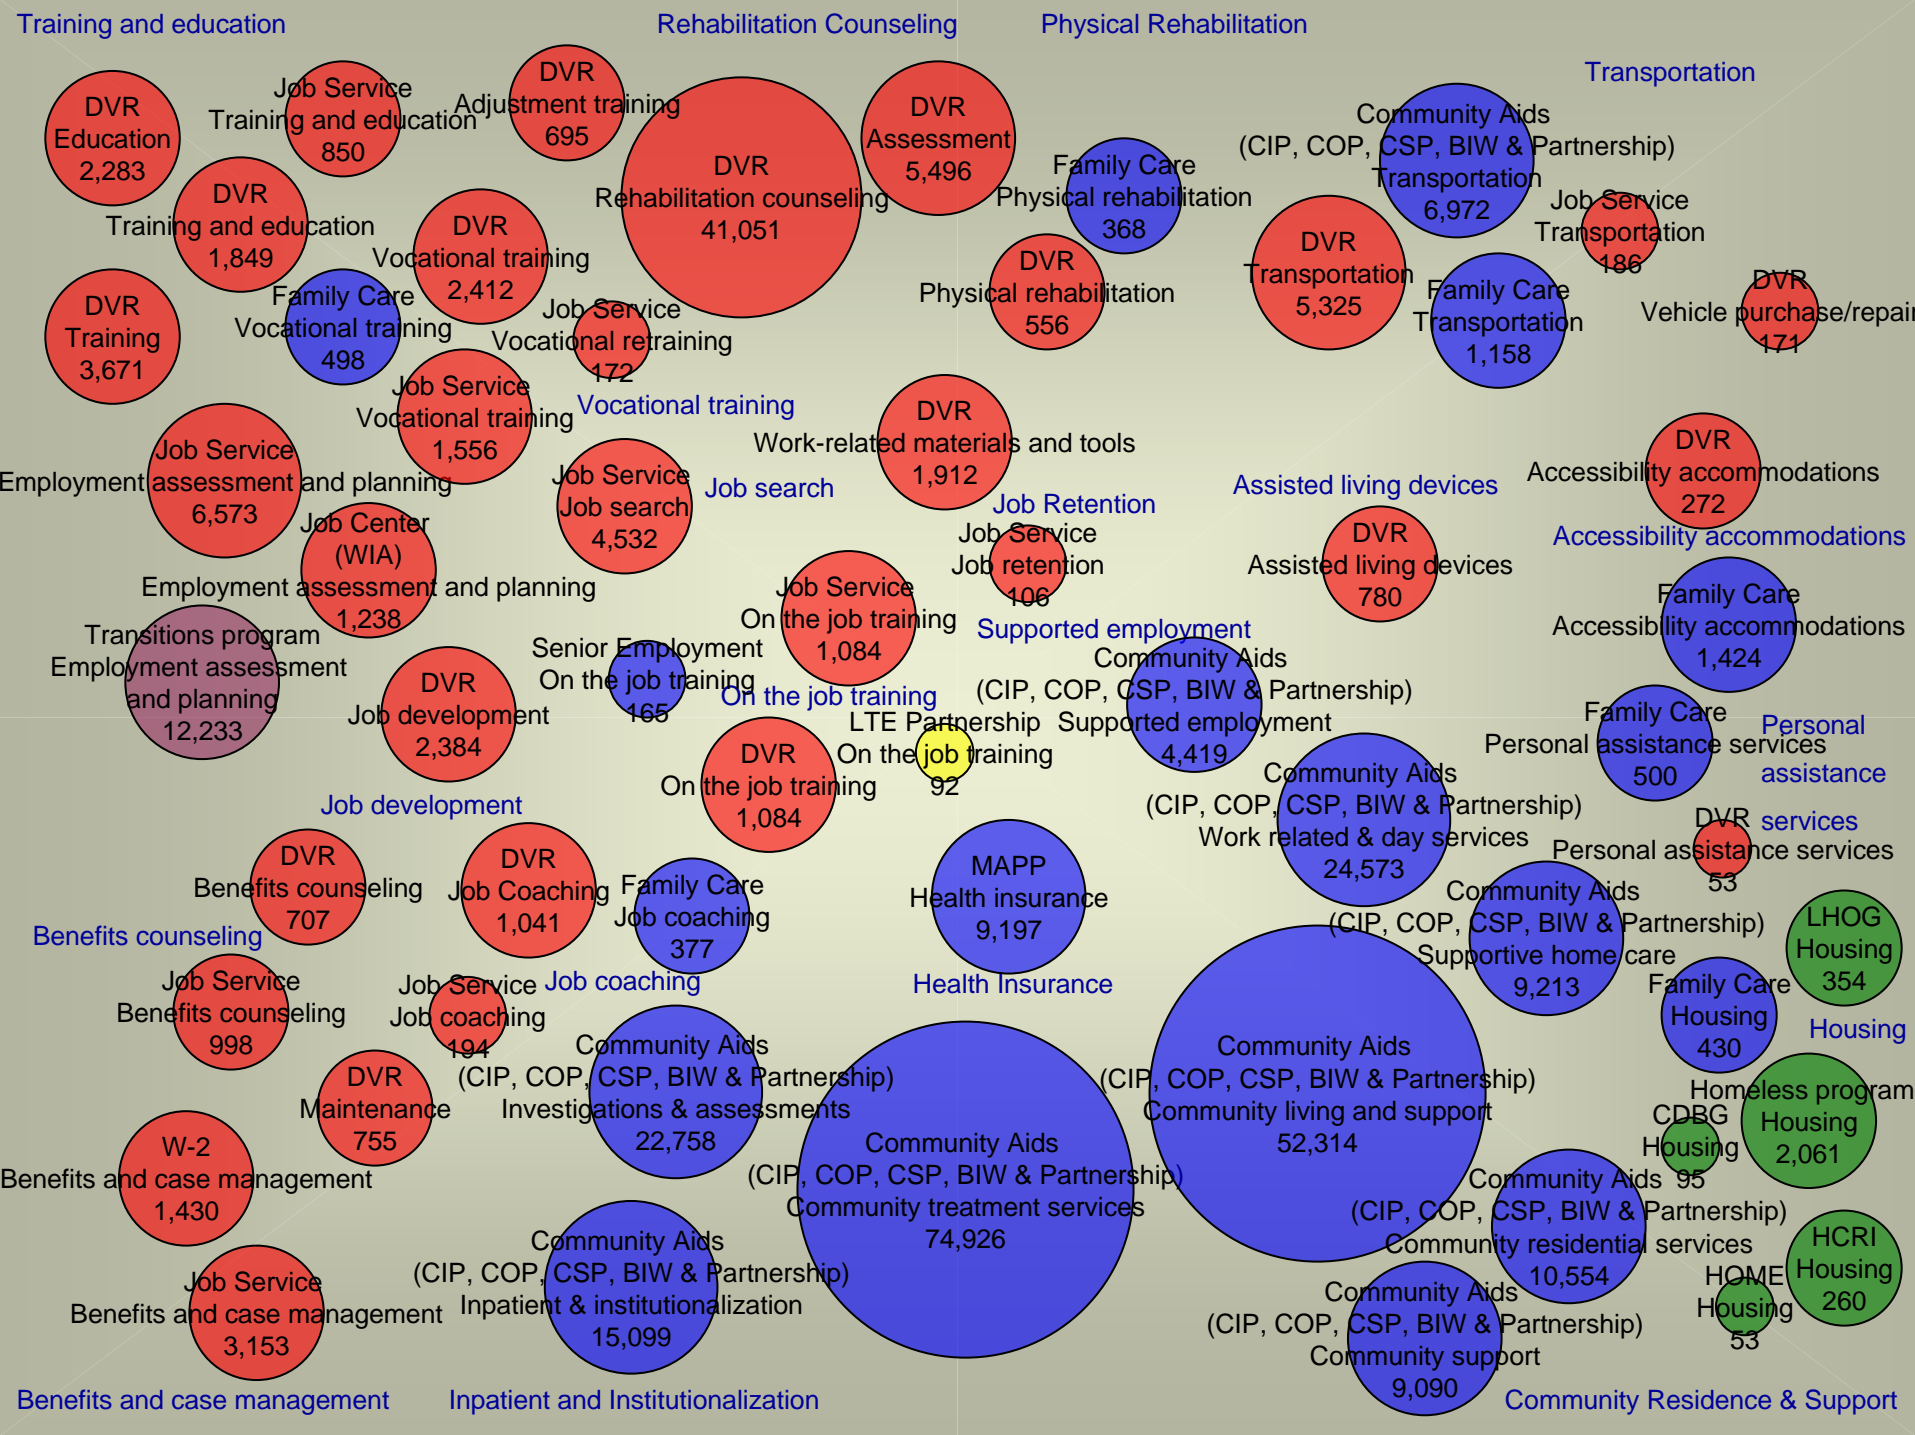 Training and education
Rehabilitation Counseling
Physical Rehabilitation
Transportation
DVR
Education
2,283
Job Service
Training and education
850
DVR
Adjustment training
695
DVR
Rehabilitation counseling
41,051
DVR
Assessment
5,496
Family Care
Physical rehabilitation
368
Community Aids
(CIP, COP, CSP, BIW & Partnership)
Transportation
6,972
Job Service
Transportation
186
DVR
Training and education
1,849
DVR
Vocational training
2,412
DVR
Physical rehabilitation
556
DVR
Transportation
5,325
Family Care
Transportation
1,158
DVR
Vehicle purchase/repair
171
DVR
Training
3,671
Family Care
Vocational training
498
Job Service
Vocational retraining
172
Vocational training
Job Service
Vocational training
1,556
DVR
Work-related materials and tools
1,912
DVR
Accessibility accommodations
272
Accessibility accommodations
Job Service
Employment assessment and planning
6,573
Job Service
Job search
4,532
Job search
Job Retention
Job Service
Job retention
106
Assisted living devices
DVR
Assisted living devices
780
Job Center
(WIA)
Employment assessment and planning
1,238
Job Service
On the job training
1,084
Family Care
Accessibility accommodations
1,424
Transitions program
Employment assessment
and planning
12,233
Senior Employment
On the job training
165
On the job training
Supported employment
Community Aids
(CIP, COP, CSP, BIW & Partnership)
Supported employment
4,419
DVR
Job development
2,384
Job development
LTE Partnership
On the job training
92
DVR
On the job training
1,084
Family Care
Personal assistance services
500
Personal
assistance
services
DVR
Personal assistance services
53
Community Aids
(CIP, COP, CSP, BIW & Partnership)
Work related & day services
24,573
DVR
Benefits counseling
707
Benefits counseling
DVR
Job Coaching
1,041
Family Care
Job coaching
377
Job coaching
MAPP
Health insurance
9,197
Health Insurance
Community Aids
(CIP, COP, CSP, BIW & Partnership)
Supportive home care
9,213
LHOG
Housing
354
Job Service
Benefits counseling
998
Job Service
Job coaching
194
Family Care
Housing
430
Housing
Community Aids
(CIP, COP, CSP, BIW & Partnership)
Investigations & assessments
22,758
Community Aids
(CIP, COP, CSP, BIW & Partnership)
Community living and support
52,314
DVR
Maintenance
755
Homeless program
Housing
2,061
CDBG
Housing
95
W-2
Benefits and case management
1,430
Community Aids
(CIP, COP, CSP, BIW & Partnership)
Community treatment services
74,926
Community Aids
(CIP, COP, CSP, BIW & Partnership)
Community residential services
10,554
HCRI
Housing
260
Job Service
Benefits and case management
3,153
Community Aids
(CIP, COP, CSP, BIW & Partnership)
Inpatient & institutionalization
15,099
Community Aids
(CIP, COP, CSP, BIW & Partnership)
Community support
9,090
HOME
Housing
53
Benefits and case management
Inpatient and Institutionalization
Community Residence & Support